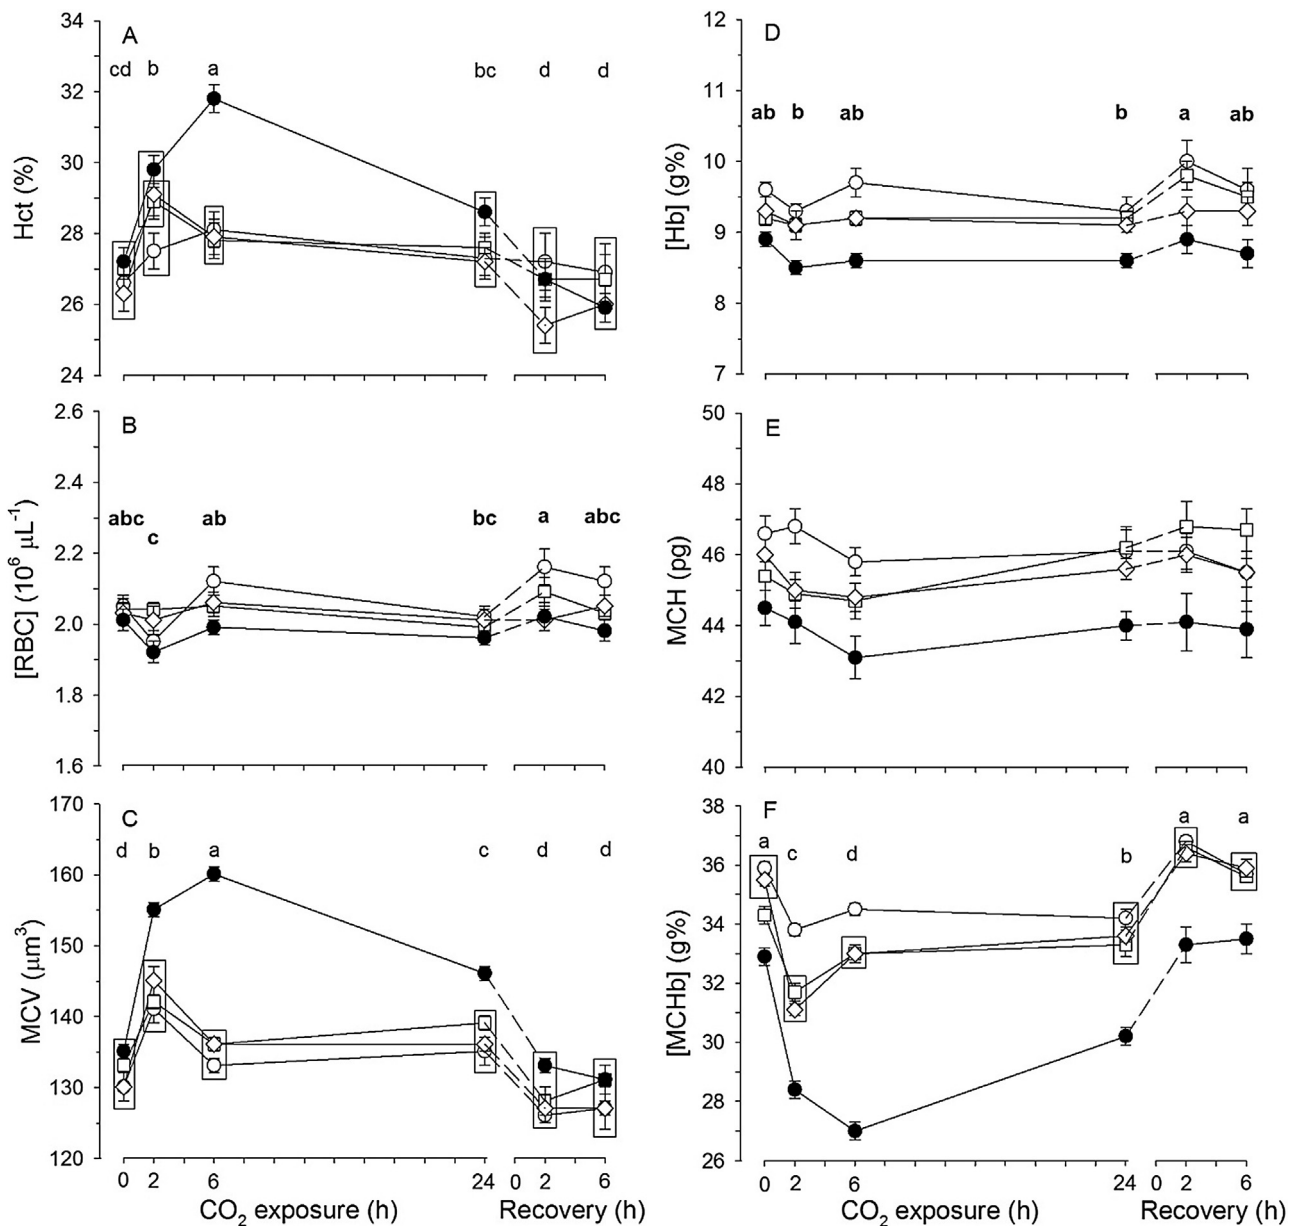 A
34
32
30
28
26
24
Hct (%)
cd b a bc d d
B
2.6
2.4
2.2
2.0
1.8
1.6
[RBC] (10⁶ µL⁻¹)
abc c ab bc a abc
C
170
160
150
140
130
120
MCV (µm³)
d b a c d d
0 2 6 24 0 2 6
CO₂ exposure (h) Recovery (h)
D
12
11
10
9
8
7
[Hb] (g%)
ab b ab b a ab
E
50
48
46
44
42
40
MCH (pg)
F
38
36
34
32
30
28
26
[MCHb] (g%)
a c d b a a
0 2 6 24 0 2 6
CO₂ exposure (h) Recovery (h)